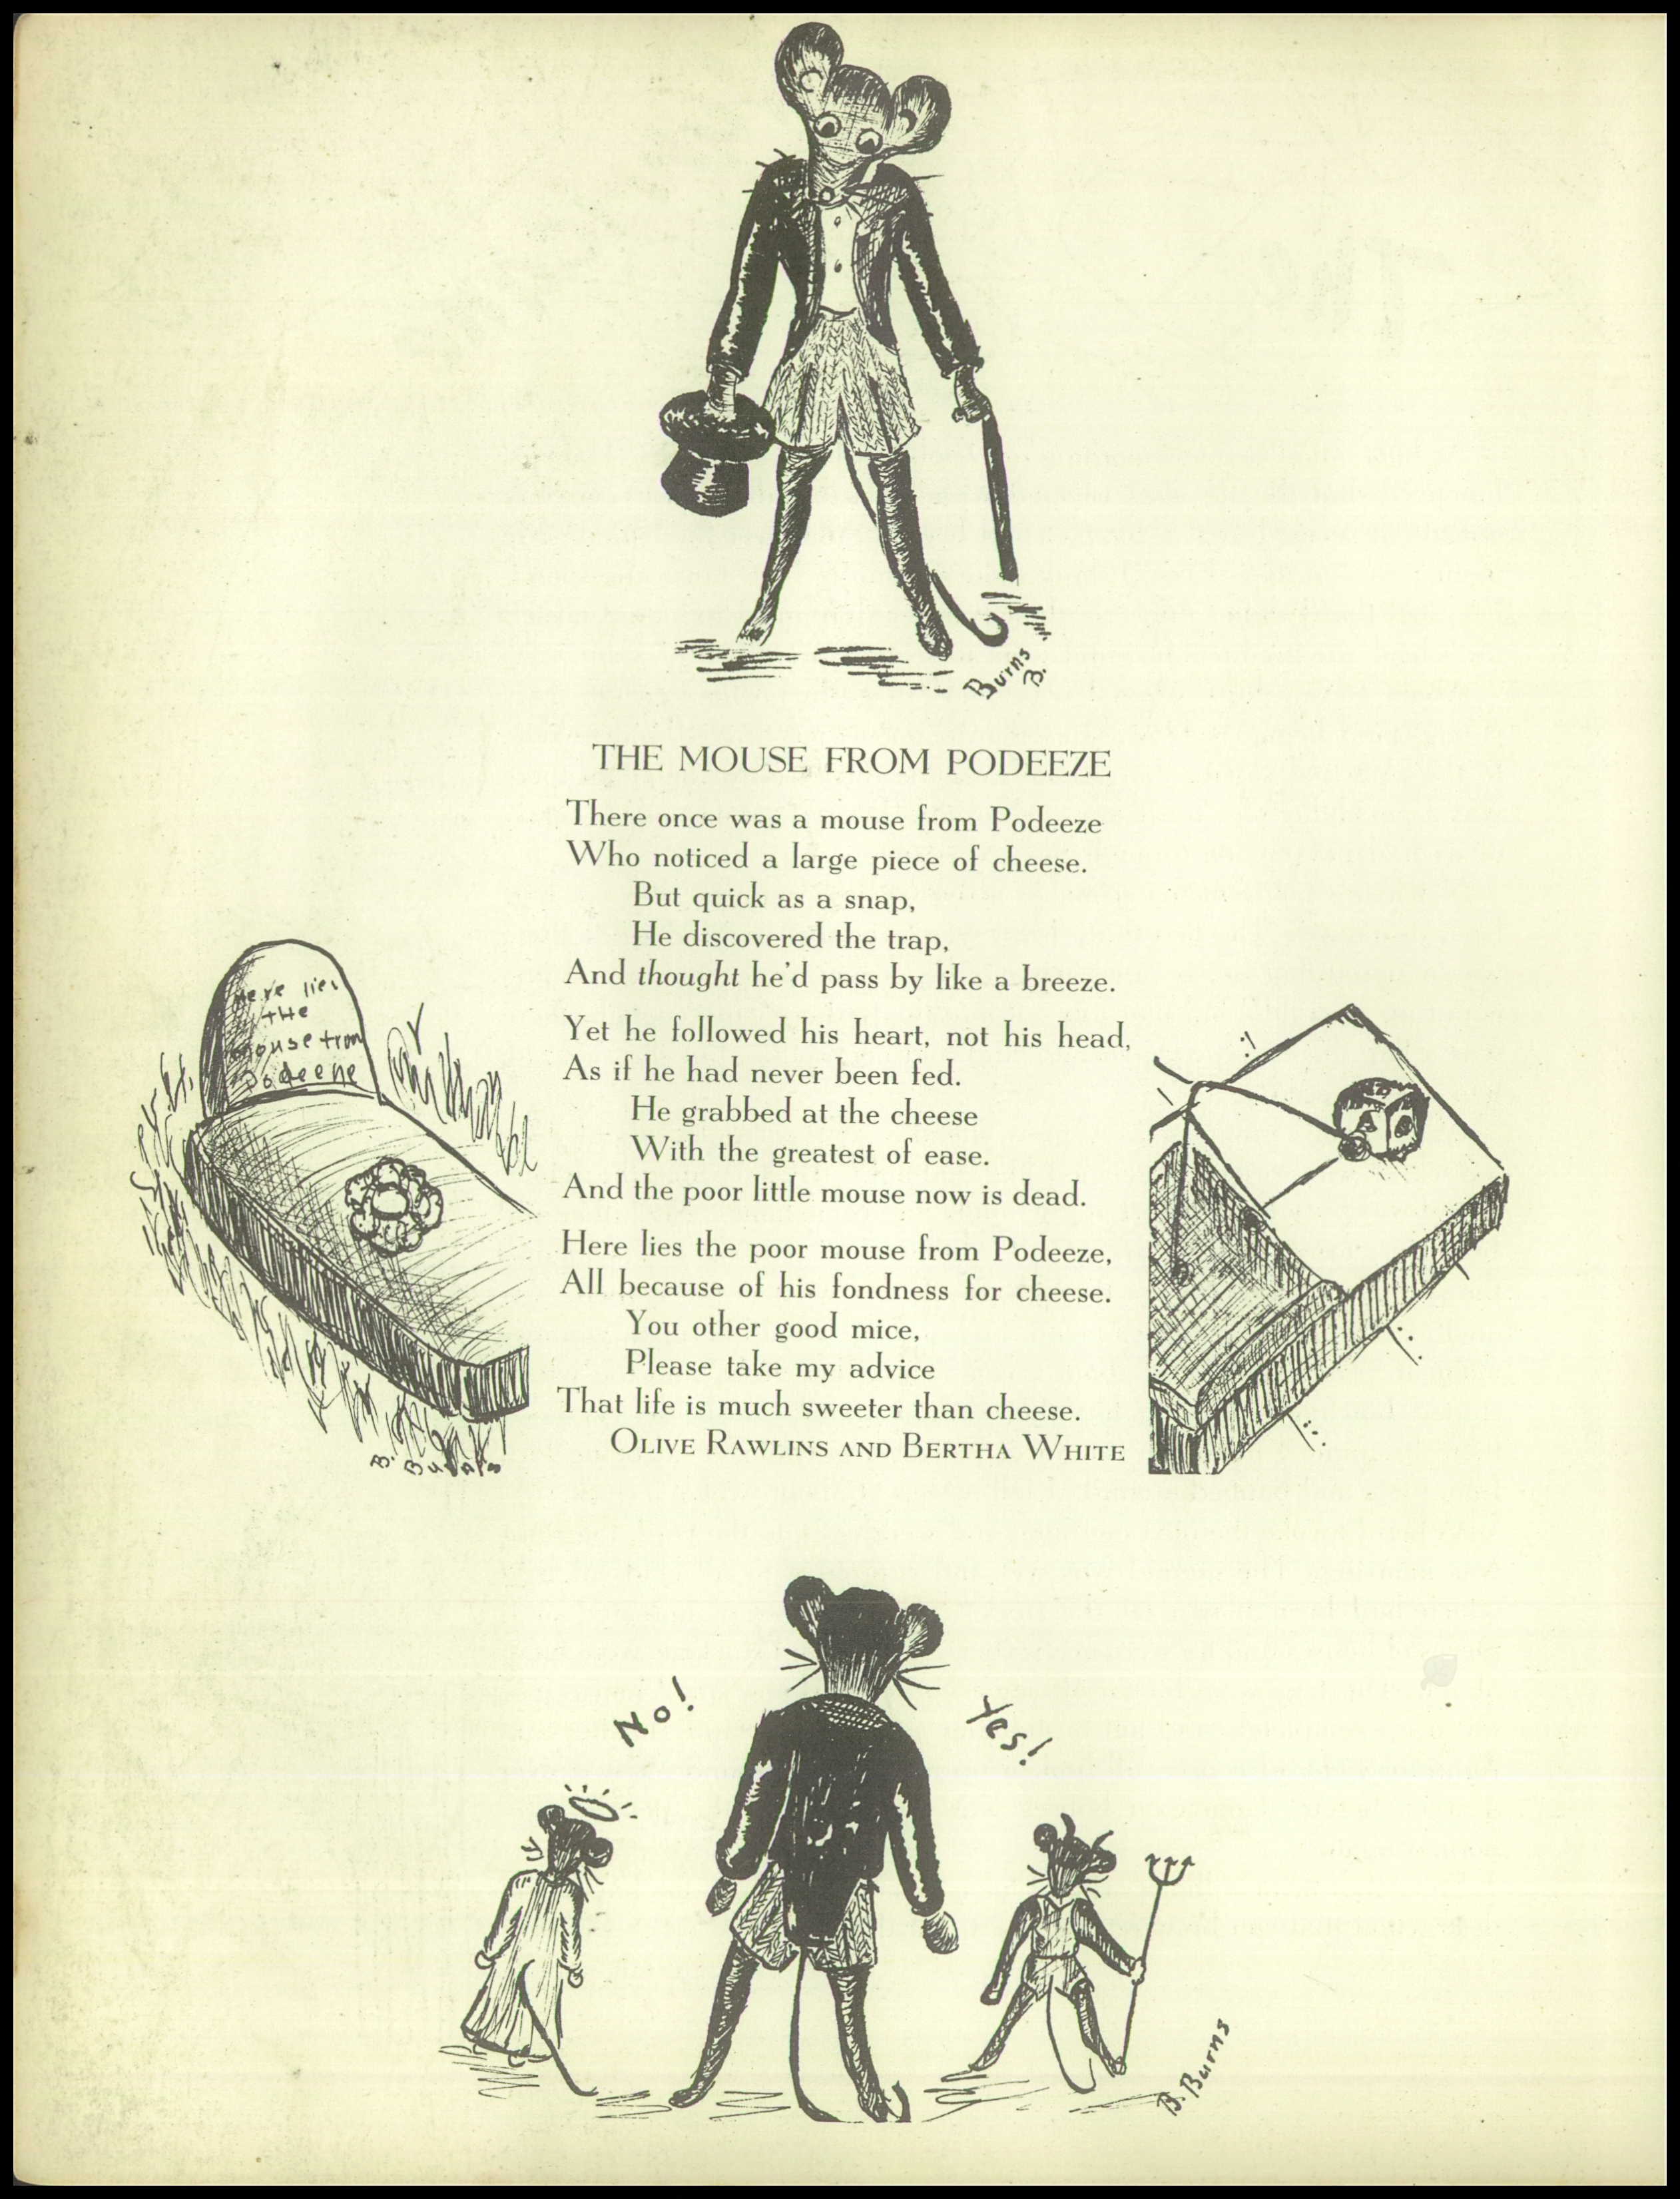 Burns
B.
THE MOUSE FROM PODEEZE
There once was a mouse from Podeeze
Who noticed a large piece of cheese.
But quick as a snap,
He discovered the trap,
And thought he'd pass by like a breeze.
Yet he followed his heart, not his head,
As if he had never been fed.
He grabbed at the cheese
With the greatest of ease.
And the poor little mouse now is dead.
Here lies the poor mouse from Podeeze,
All because of his fondness for cheese.
You other good mice,
Please take my advice
That life is much sweeter than cheese.
OLIVE RAWLINS AND BERTHA WHITE
Here lies
the
mouse from
Podeeze
B. Burns
No!
Yes!
B. Burns